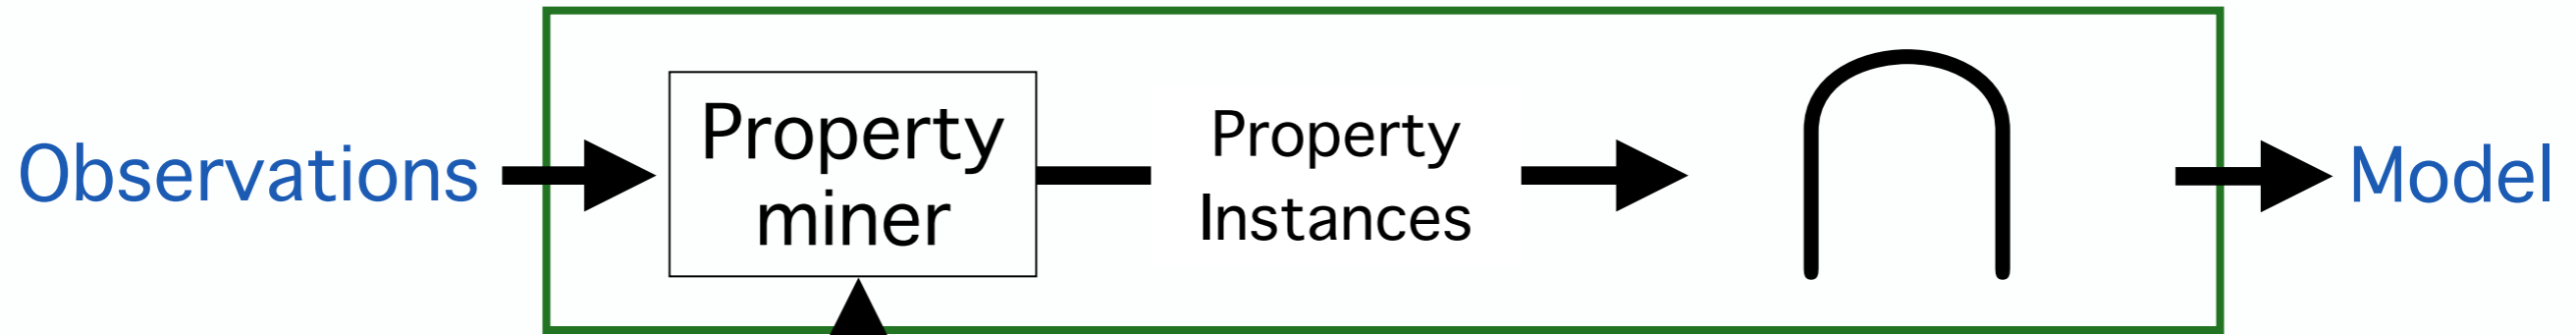 Observations
Property
miner
Property
Instances
⋂
Model